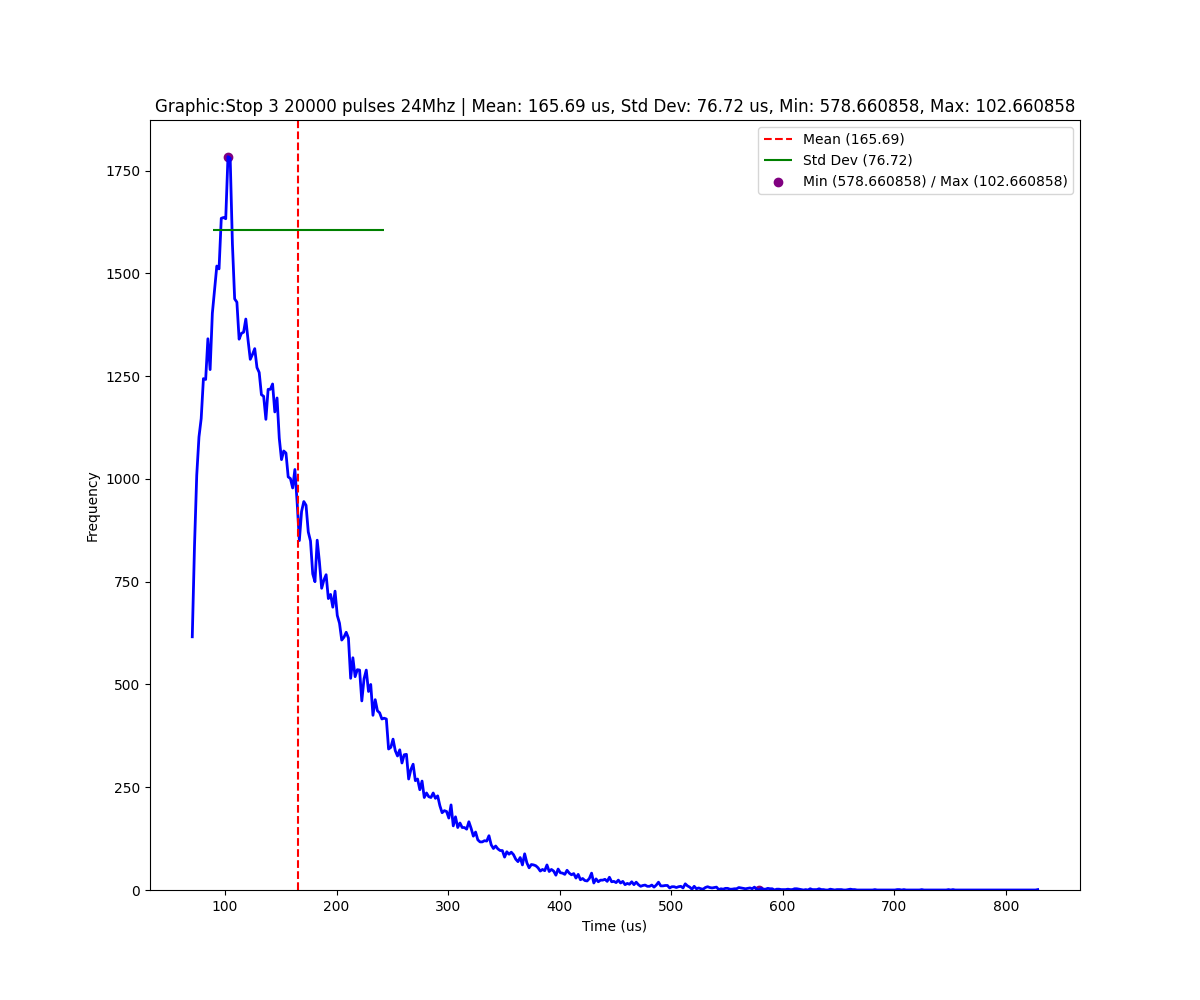 Graphic:Stop 3 20000 pulses 24Mhz | Mean: 165.69 us, Std Dev: 76.72 us, Min: 578.660858, Max: 102.660858
Mean (165.69)
Std Dev (76.72)
Min (578.660858) / Max (102.660858)
1750
1500
1250
1000
750
500
250
0
Frequency
100
200
300
400
500
600
700
800
Time (us)